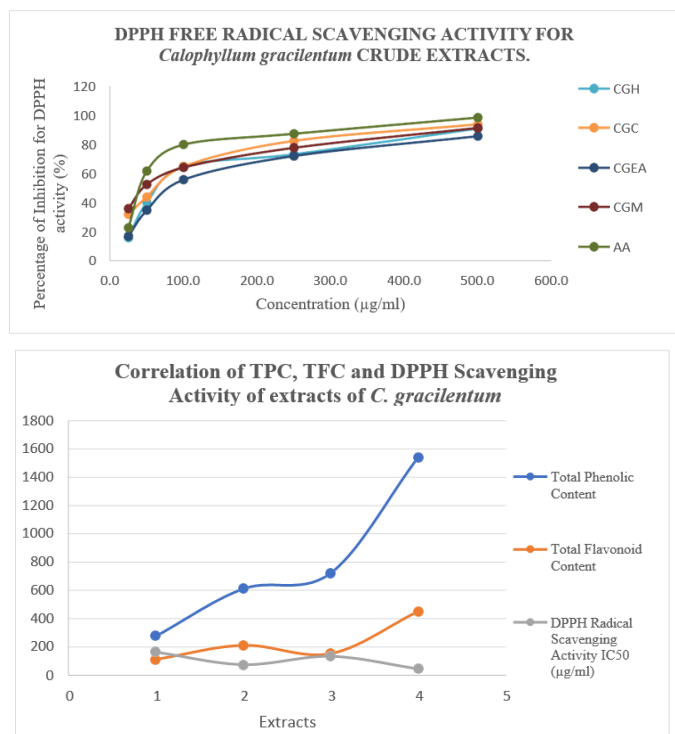 DPPH FREE RADICAL SCAVENGING ACTIVITY FOR
Calophyllum gracilentum CRUDE EXTRACTS.
Percentage of Inhibition for DPPH
activity (%)
120
100
80
60
40
20
0
0.0 100.0 200.0 300.0 400.0 500.0 600.0
Concentration (µg/ml)
CGH
CGC
CGEA
CGM
AA
Correlation of TPC, TFC and DPPH Scavenging
Activity of extracts of C. gracilentum
1800
1600
1400
1200
1000
800
600
400
200
0
0 1 2 3 4 5
Extracts
Total Phenolic
Content
Total Flavonoid
Content
DPPH Radical
Scavenging
Activity IC50
(µg/ml)